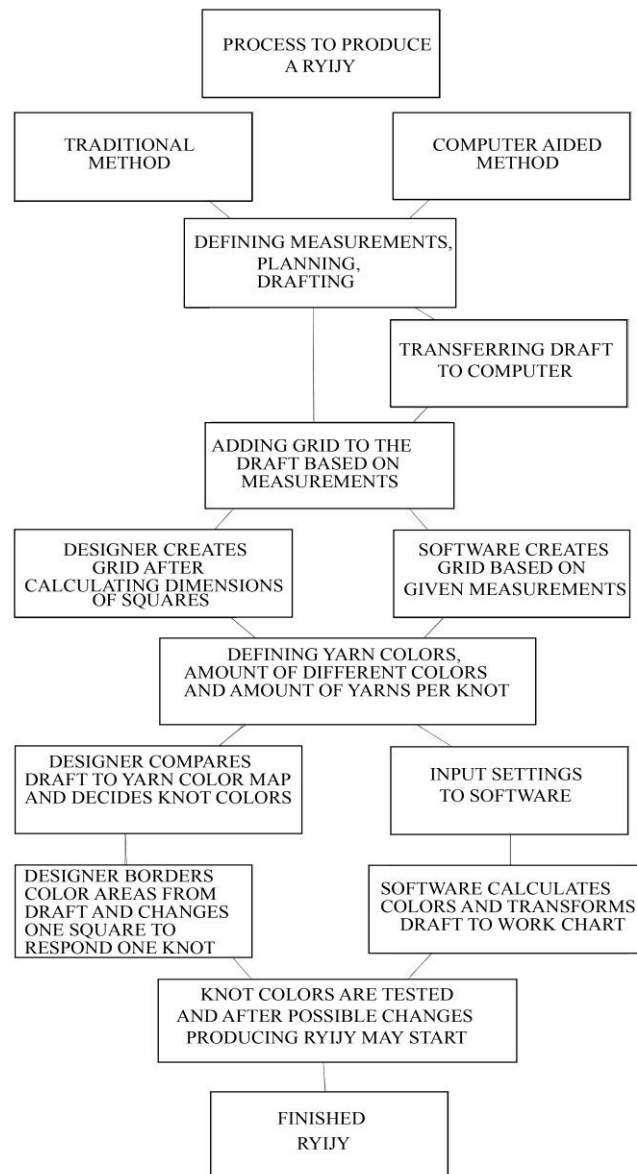 PROCESS TO PRODUCE
A RYIJY
TRADITIONAL
METHOD
COMPUTER AIDED
METHOD
DEFINING MEASUREMENTS,
PLANNING,
DRAFTING
TRANSFERRING DRAFT
TO COMPUTER
ADDING GRID TO THE
DRAFT BASED ON
MEASUREMENTS
DESIGNER CREATES
GRID AFTER
CALCULATING DIMENSIONS
OF SQUARES
SOFTWARE CREATES
GRID BASED ON
GIVEN MEASUREMENTS
DEFINING YARN COLORS,
AMOUNT OF DIFFERENT COLORS
AND AMOUNT OF YARNS PER KNOT
DESIGNER COMPARES
DRAFT TO YARN COLOR MAP
AND DECIDES KNOT COLORS
INPUT SETTINGS
TO SOFTWARE
DESIGNER BORDERS
COLOR AREAS FROM
DRAFT AND CHANGES
ONE SQUARE TO
RESPOND ONE KNOT
SOFTWARE CALCULATES
COLORS AND TRANSFORMS
DRAFT TO WORK CHART
KNOT COLORS ARE TESTED
AND AFTER POSSIBLE CHANGES
PRODUCING RYIJY MAY START
FINISHED
RYIJY